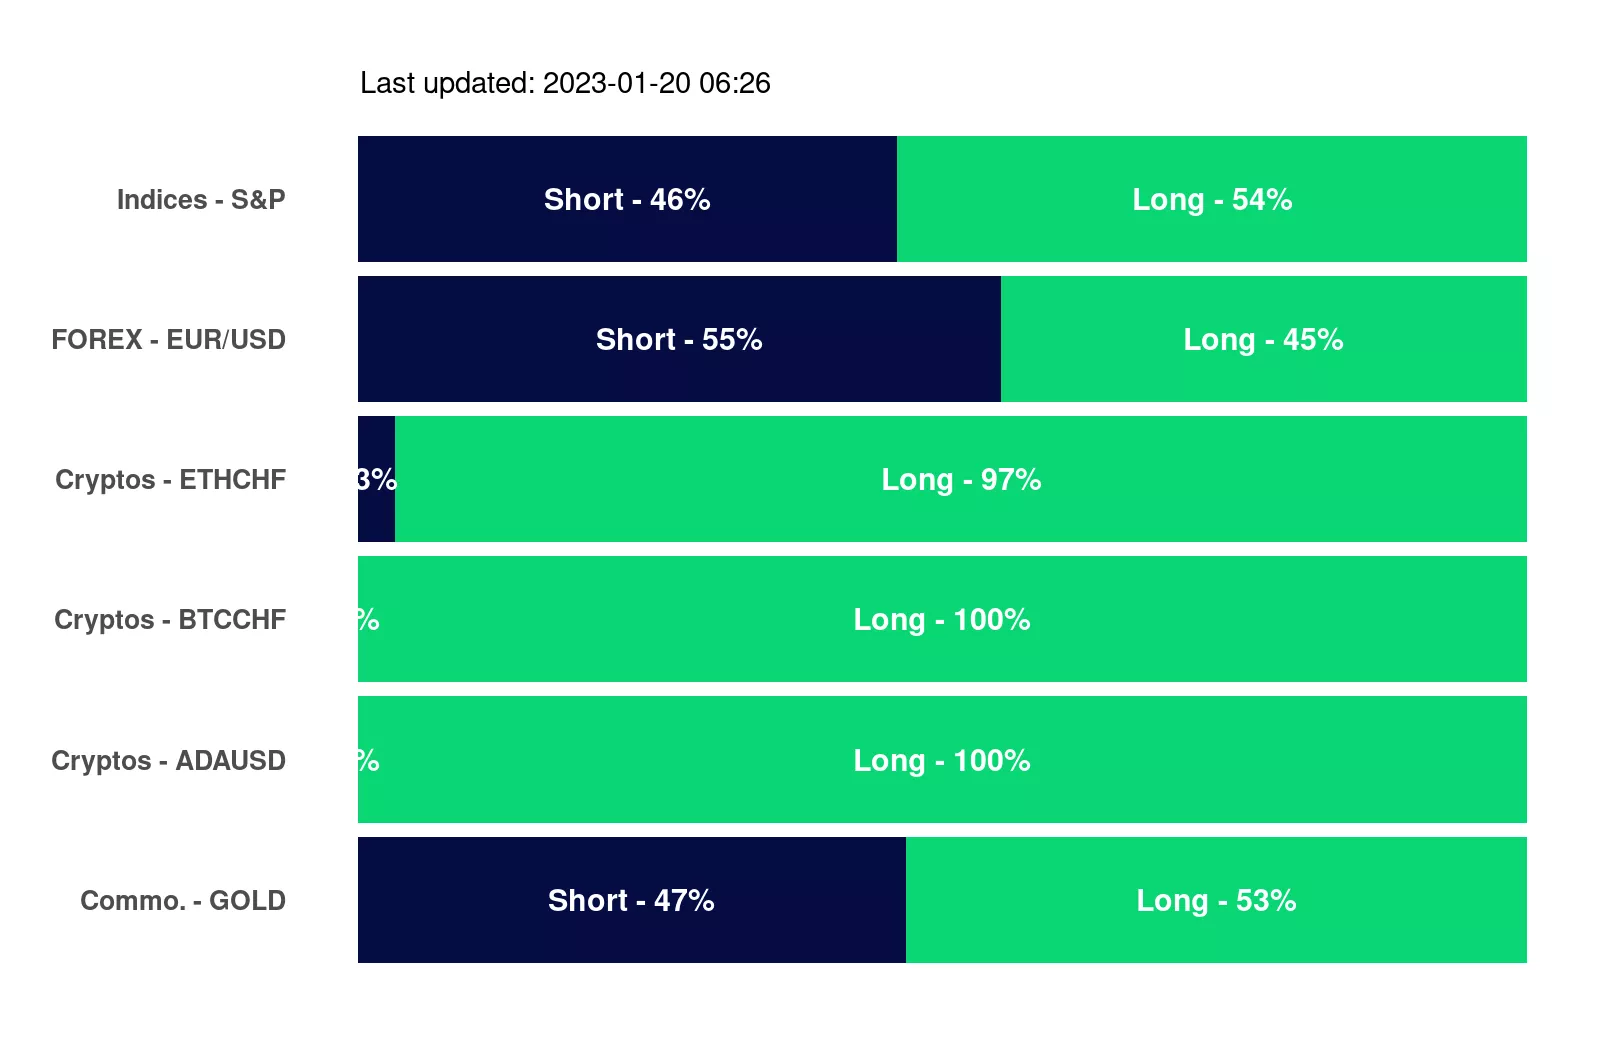 Last updated: 2023-01-20 06:26
Indices - S&P
Short - 46%
Long - 54%
FOREX - EUR/USD
Short - 55%
Long - 45%
Cryptos - ETHCHF
3%
Long - 97%
Cryptos - BTCCHF
%
Long - 100%
Cryptos - ADAUSD
%
Long - 100%
Commo. - GOLD
Short - 47%
Long - 53%